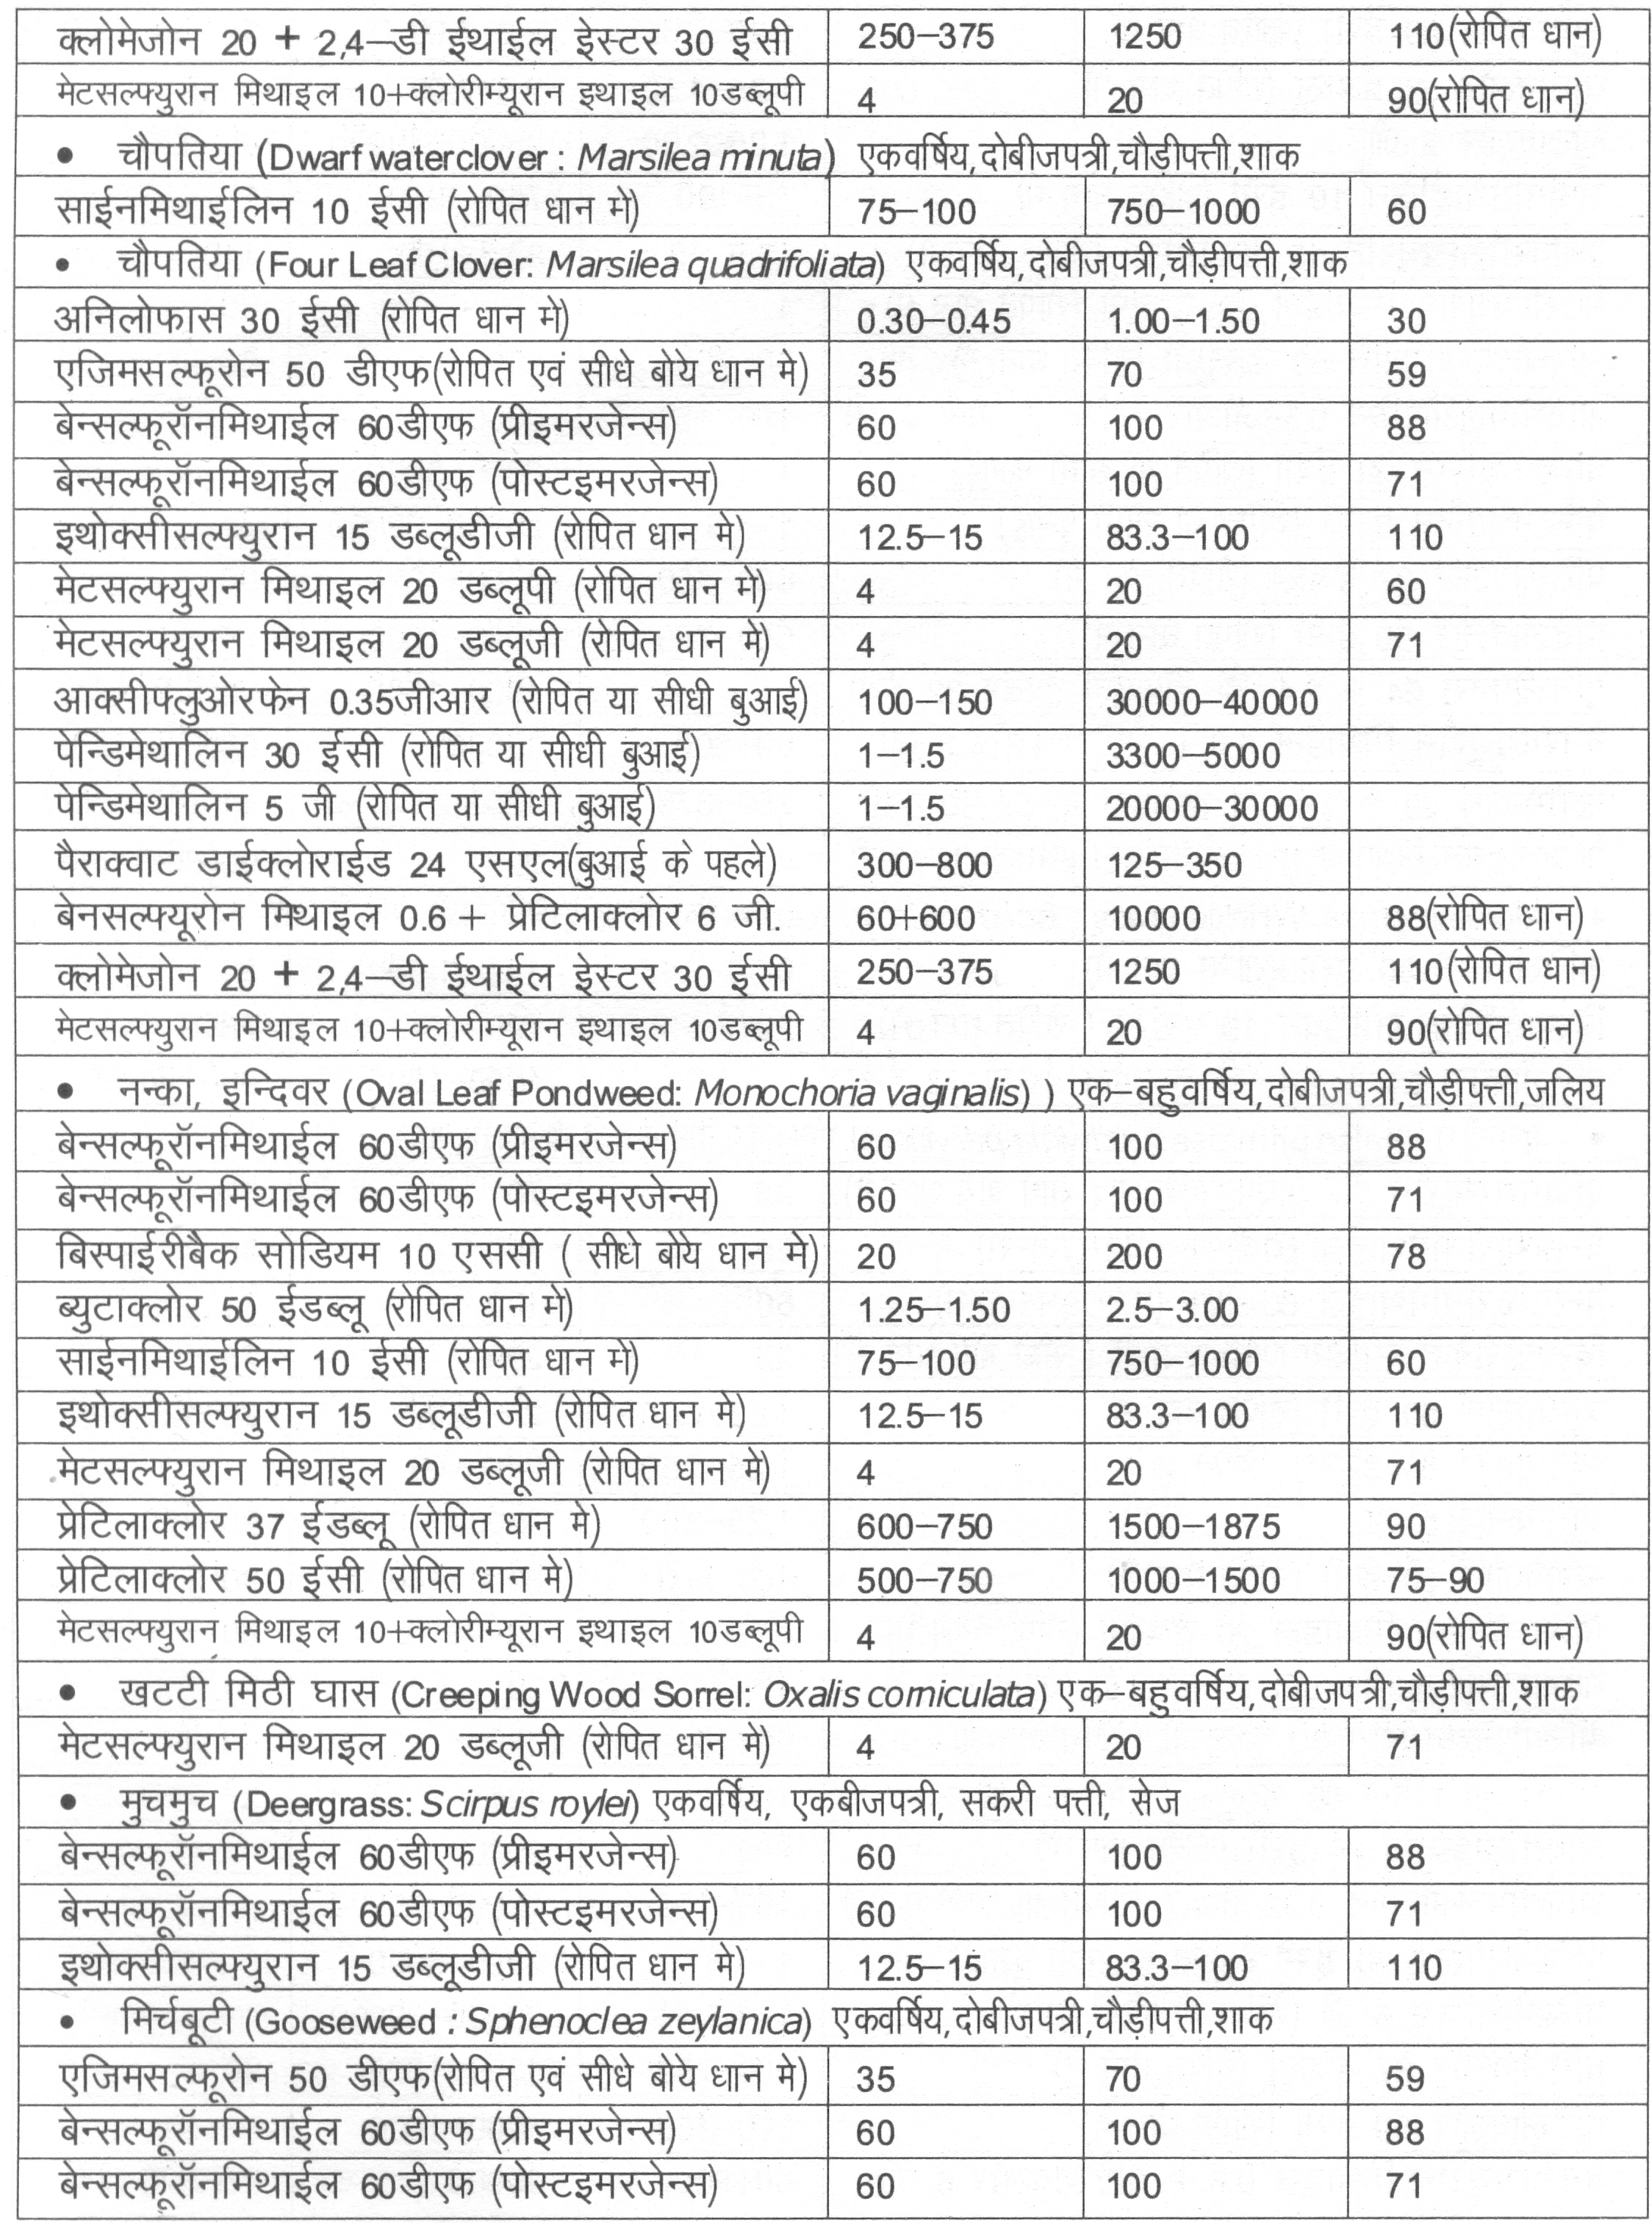 क्लोमेजोन 20 + 2,4–डी ईथाईल ईस्टर 30 ईसी 250–375 1250 110(रोपित धान)
मेटसल्फ्युरान मिथाइल 10+क्लोरीम्यूरान इथाइल 10डब्लूपी 4 20 90(रोपित धान)
• चौपतिया (Dwarf waterclover : Marsilea minuta) एकवर्षिय,दोबीजपत्री,चौड़ीपत्ती,शाक
साईनमिथाईलिन 10 ईसी (रोपित धान मे) 75–100 750–1000 60
• चौपतिया (Four Leaf Clover: Marsilea quadrifoliata) एकवर्षिय,दोबीजपत्री,चौड़ीपत्ती,शाक
अनिलोफास 30 ईसी (रोपित धान मे) 0.30–0.45 1.00–1.50 30
एजिमसल्फूरोन 50 डीएफ(रोपित एवं सीधे बोये धान मे) 35 70 59
बेन्सल्फूरॉनमिथाईल 60डीएफ (प्रीइमरजेन्स) 60 100 88
बेन्सल्फूरॉनमिथाईल 60डीएफ (पोस्टइमरजेन्स) 60 100 71
इथोक्सीसल्फ्युरान 15 डब्लूडीजी (रोपित धान मे) 12.5–15 83.3–100 110
मेटसल्फ्युरान मिथाइल 20 डब्लूपी (रोपित धान मे) 4 20 60
मेटसल्फ्युरान मिथाइल 20 डब्लूजी (रोपित धान मे) 4 20 71
आक्सीफ्लुओरफेन 0.35जीआर (रोपित या सीधी बुआई) 100–150 30000–40000
पेन्डिमेथालिन 30 ईसी (रोपित या सीधी बुआई) 1–1.5 3300–5000
पेन्डिमेथालिन 5 जी (रोपित या सीधी बुआई) 1–1.5 20000–30000
पैराक्वाट डाईक्लोराईड 24 एसएल(बुआई के पहले) 300–800 125–350
बेनसल्फ्यूरोन मिथाइल 0.6 + प्रेटिलाक्लोर 6 जी. 60+600 10000 88(रोपित धान)
क्लोमेजोन 20 + 2,4–डी ईथाईल ईस्टर 30 ईसी 250–375 1250 110(रोपित धान)
मेटसल्फ्युरान मिथाइल 10+क्लोरीम्यूरान इथाइल 10डब्लूपी 4 20 90(रोपित धान)
• नन्का, इन्दिवर (Oval Leaf Pondweed: Monochoria vaginalis) ) एक–बहुवर्षिय,दोबीजपत्री,चौड़ीपत्ती,जलिय
बेन्सल्फूरॉनमिथाईल 60डीएफ (प्रीइमरजेन्स) 60 100 88
बेन्सल्फूरॉनमिथाईल 60डीएफ (पोस्टइमरजेन्स) 60 100 71
बिस्पाईरीबैक सोडियम 10 एससी ( सीधे बोये धान मे) 20 200 78
ब्युटाक्लोर 50 ईडब्लू (रोपित धान मे) 1.25–1.50 2.5–3.00
साईनमिथाईलिन 10 ईसी (रोपित धान मे) 75–100 750–1000 60
इथोक्सीसल्फ्युरान 15 डब्लूडीजी (रोपित धान मे) 12.5–15 83.3–100 110
मेटसल्फ्युरान मिथाइल 20 डब्लूजी (रोपित धान मे) 4 20 71
प्रेटिलाक्लोर 37 ईडब्लू (रोपित धान मे) 600–750 1500–1875 90
प्रेटिलाक्लोर 50 ईसी (रोपित धान मे) 500–750 1000–1500 75–90
मेटसल्फ्युरान मिथाइल 10+क्लोरीम्यूरान इथाइल 10डब्लूपी 4 20 90(रोपित धान)
• खटटी मिठी घास (Creeping Wood Sorrel: Oxalis corniculata) एक–बहुवर्षिय,दोबीजपत्री,चौड़ीपत्ती,शाक
मेटसल्फ्युरान मिथाइल 20 डब्लूजी (रोपित धान मे) 4 20 71
• मुचमुच (Deergrass: Scirpus roylei) एकवर्षिय, एकबीजपत्री, सकरी पत्ती, सेज
बेन्सल्फूरॉनमिथाईल 60डीएफ (प्रीइमरजेन्स) 60 100 88
बेन्सल्फूरॉनमिथाईल 60डीएफ (पोस्टइमरजेन्स) 60 100 71
इथोक्सीसल्फ्युरान 15 डब्लूडीजी (रोपित धान मे) 12.5–15 83.3–100 110
• मिर्चबूटी (Gooseweed : Sphenoclea zeylanica) एकवर्षिय,दोबीजपत्री,चौड़ीपत्ती,शाक
एजिमसल्फूरोन 50 डीएफ(रोपित एवं सीधे बोये धान मे) 35 70 59
बेन्सल्फूरॉनमिथाईल 60डीएफ (प्रीइमरजेन्स) 60 100 88
बेन्सल्फूरॉनमिथाईल 60डीएफ (पोस्टइमरजेन्स) 60 100 71